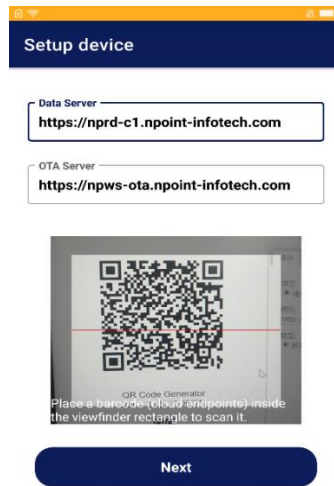 Setup device
Data Server
https://nprd-c1.npoint-infotech.com
OTA Server
https://npws-ota.npoint-infotech.com
QR Code Generator
Place a barcode (cloud endpoints) inside
the viewfinder rectangle to scan it.
Next